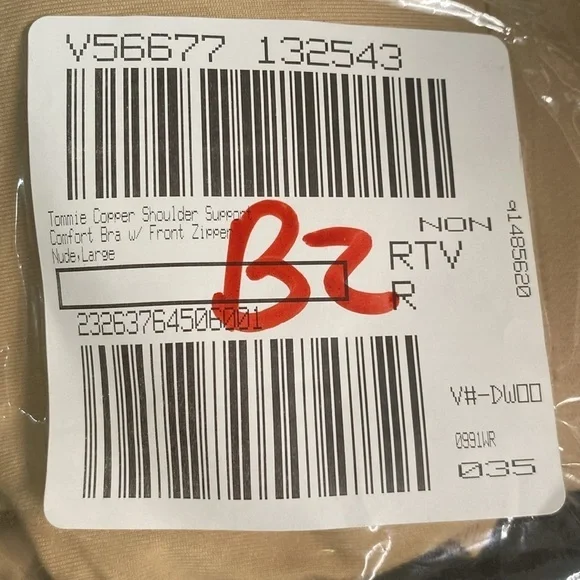 V56677 132543
Tommie Copper Shoulder Support
Comfort Bra w/ Front Zipper
Nude,Large
B2
NON
RTV
R
91485620
23263764506001
V#-DW00
0991WR
035